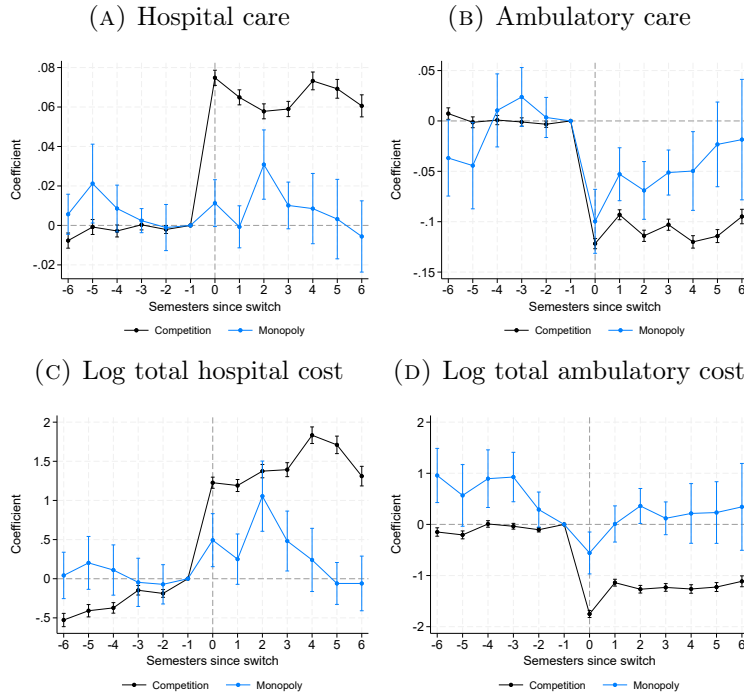 (A) Hospital care
.08
.06
.04
.02
0
-.02
Coefficient
-6 -5 -4 -3 -2 -1 0 1 2 3 4 5 6
Semesters since switch
Competition Monopoly
(B) Ambulatory care
.05
0
-.05
-.1
-.15
Coefficient
-6 -5 -4 -3 -2 -1 0 1 2 3 4 5 6
Semesters since switch
Competition Monopoly
(C) Log total hospital cost
2
1.5
1
.5
0
-.5
Coefficient
-6 -5 -4 -3 -2 -1 0 1 2 3 4 5 6
Semesters since switch
Competition Monopoly
(D) Log total ambulatory cost
2
1
0
-1
-2
Coefficient
-6 -5 -4 -3 -2 -1 0 1 2 3 4 5 6
Semesters since switch
Competition Monopoly